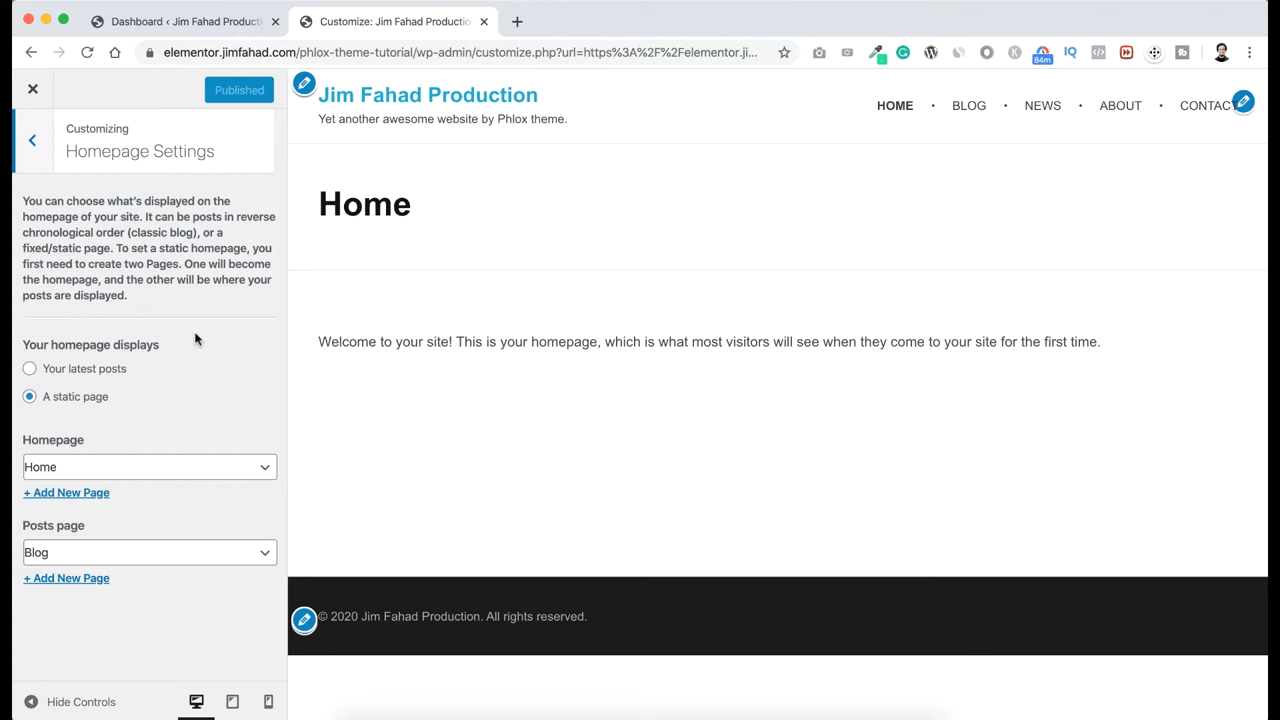 Dashboard ‹ Jim Fahad Producti
Customize: Jim Fahad Productio
elementor.jimfahad.com/phlox-theme-tutorial/wp-admin/customize.php?url=https%3A%2F%2Felementor.ji...
84m
IQ
Published
Customizing
Homepage Settings
You can choose what's displayed on the
homepage of your site. It can be posts in reverse
chronological order (classic blog), or a
fixed/static page. To set a static homepage, you
first need to create two Pages. One will become
the homepage, and the other will be where your
posts are displayed.
Your homepage displays
Your latest posts
A static page
Homepage
Home
+ Add New Page
Posts page
Blog
+ Add New Page
Hide Controls
Jim Fahad Production
Yet another awesome website by Phlox theme.
HOME • BLOG • NEWS • ABOUT • CONTACT
Home
Welcome to your site! This is your homepage, which is what most visitors will see when they come to your site for the first time.
© 2020 Jim Fahad Production. All rights reserved.